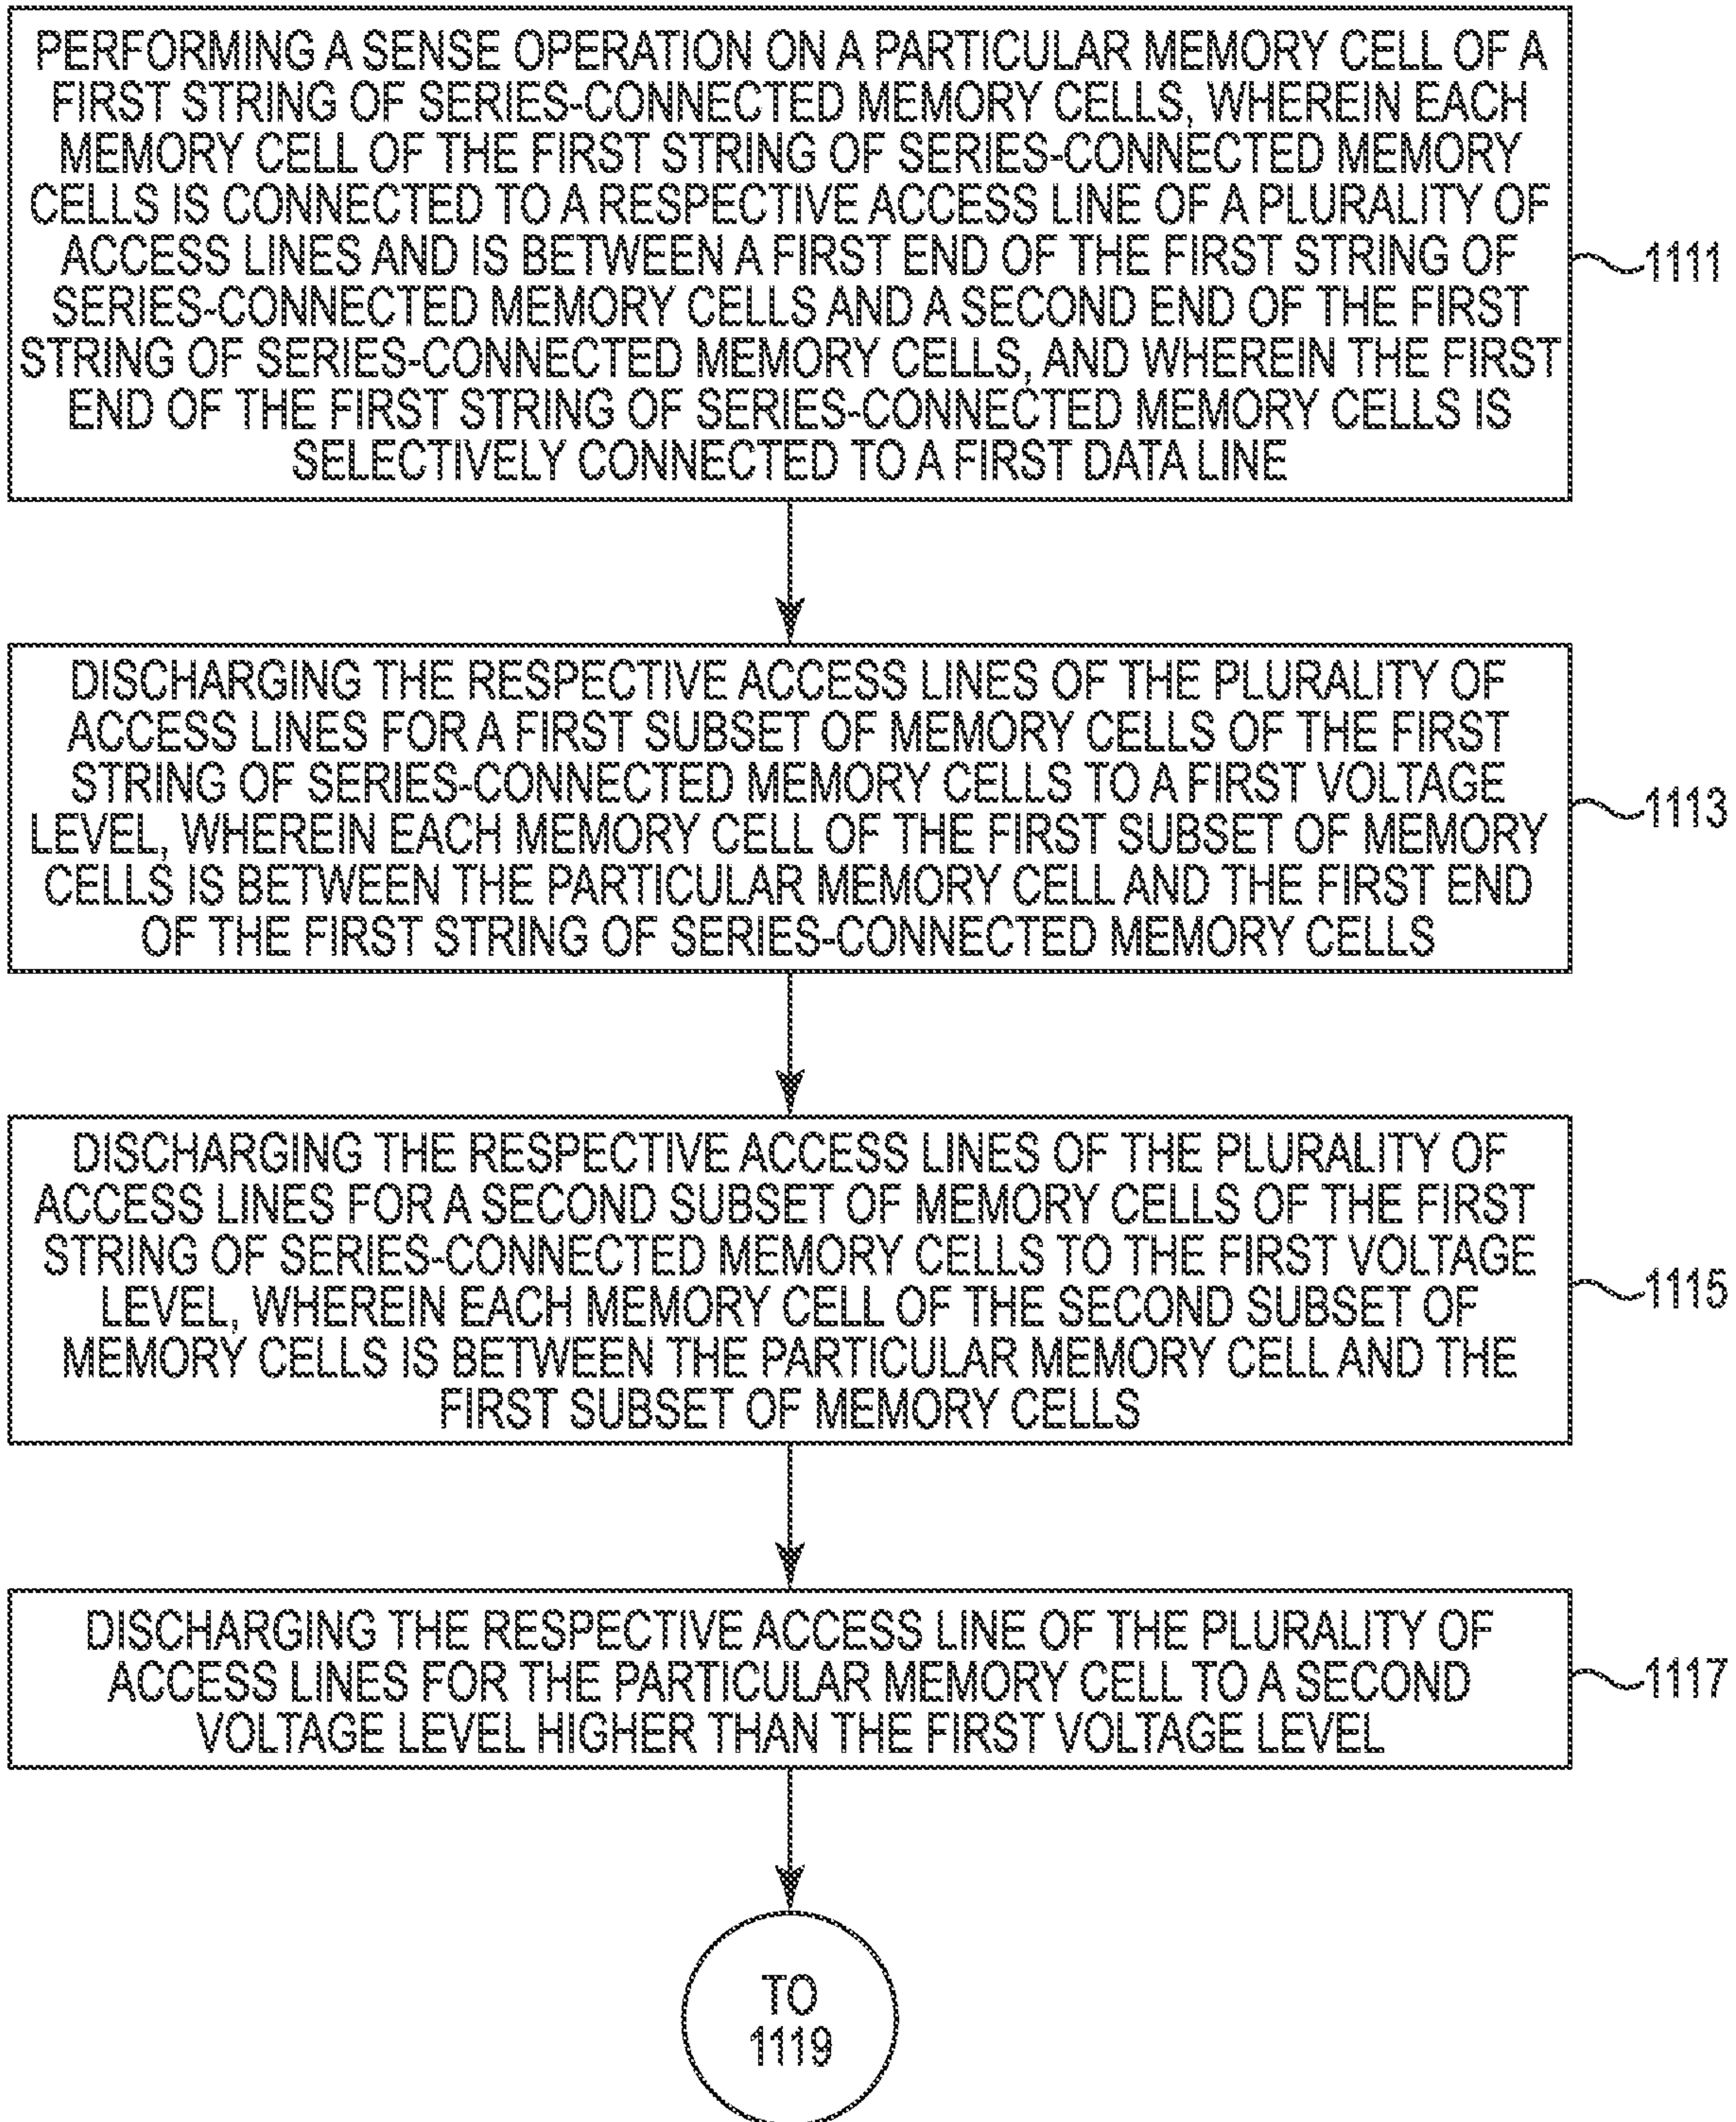 PERFORMING A SENSE OPERATION ON A PARTICULAR MEMORY CELL OF A
FIRST STRING OF SERIES-CONNECTED MEMORY CELLS, WHEREIN EACH
MEMORY CELL OF THE FIRST STRING OF SERIES-CONNECTED MEMORY
CELLS IS CONNECTED TO A RESPECTIVE ACCESS LINE OF A PLURALITY OF
ACCESS LINES AND IS BETWEEN A FIRST END OF THE FIRST STRING OF
SERIES-CONNECTED MEMORY CELLS AND A SECOND END OF THE FIRST
STRING OF SERIES-CONNECTED MEMORY CELLS, AND WHEREIN THE FIRST
END OF THE FIRST STRING OF SERIES-CONNECTED MEMORY CELLS IS
SELECTIVELY CONNECTED TO A FIRST DATA LINE
1111
DISCHARGING THE RESPECTIVE ACCESS LINES OF THE PLURALITY OF
ACCESS LINES FOR A FIRST SUBSET OF MEMORY CELLS OF THE FIRST
STRING OF SERIES-CONNECTED MEMORY CELLS TO A FIRST VOLTAGE
LEVEL, WHEREIN EACH MEMORY CELL OF THE FIRST SUBSET OF MEMORY
CELLS IS BETWEEN THE PARTICULAR MEMORY CELL AND THE FIRST END
OF THE FIRST STRING OF SERIES-CONNECTED MEMORY CELLS
1113
DISCHARGING THE RESPECTIVE ACCESS LINES OF THE PLURALITY OF
ACCESS LINES FOR A SECOND SUBSET OF MEMORY CELLS OF THE FIRST
STRING OF SERIES-CONNECTED MEMORY CELLS TO THE FIRST VOLTAGE
LEVEL, WHEREIN EACH MEMORY CELL OF THE SECOND SUBSET OF
MEMORY CELLS IS BETWEEN THE PARTICULAR MEMORY CELL AND THE
FIRST SUBSET OF MEMORY CELLS
1115
DISCHARGING THE RESPECTIVE ACCESS LINE OF THE PLURALITY OF
ACCESS LINES FOR THE PARTICULAR MEMORY CELL TO A SECOND
VOLTAGE LEVEL HIGHER THAN THE FIRST VOLTAGE LEVEL
1117
TO
1119